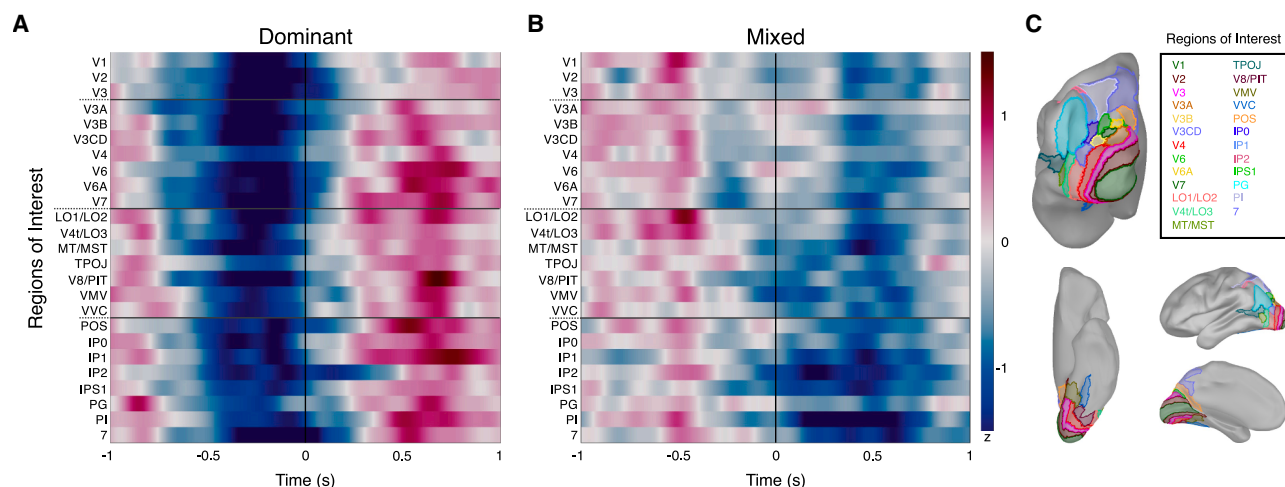 A
Dominant
Regions of Interest
V1
V2
V3
V3A
V3B
V3CD
V4
V6
V6A
V7
LO1/LO2
V4t/LO3
MT/MST
TPOJ
V8/PIT
VMV
VVC
POS
IP0
IP1
IP2
IPS1
PG
PI
7
-1
-0.5
0
0.5
1
Time (s)
B
Mixed
V1
V2
V3
V3A
V3B
V3CD
V4
V6
V6A
V7
LO1/LO2
V4t/LO3
MT/MST
TPOJ
V8/PIT
VMV
VVC
POS
IP0
IP1
IP2
IPS1
PG
PI
7
-1
-0.5
0
0.5
1
Time (s)
1
0
-1
z
C
Regions of Interest
V1 TPOJ
V2 V8/PIT
V3 VMV
V3A VVC
V3B POS
V3CD IP0
V4 IP1
V6 IP2
V6A IPS1
V7 PG
LO1/LO2 PI
V4t/LO3 7
MT/MST